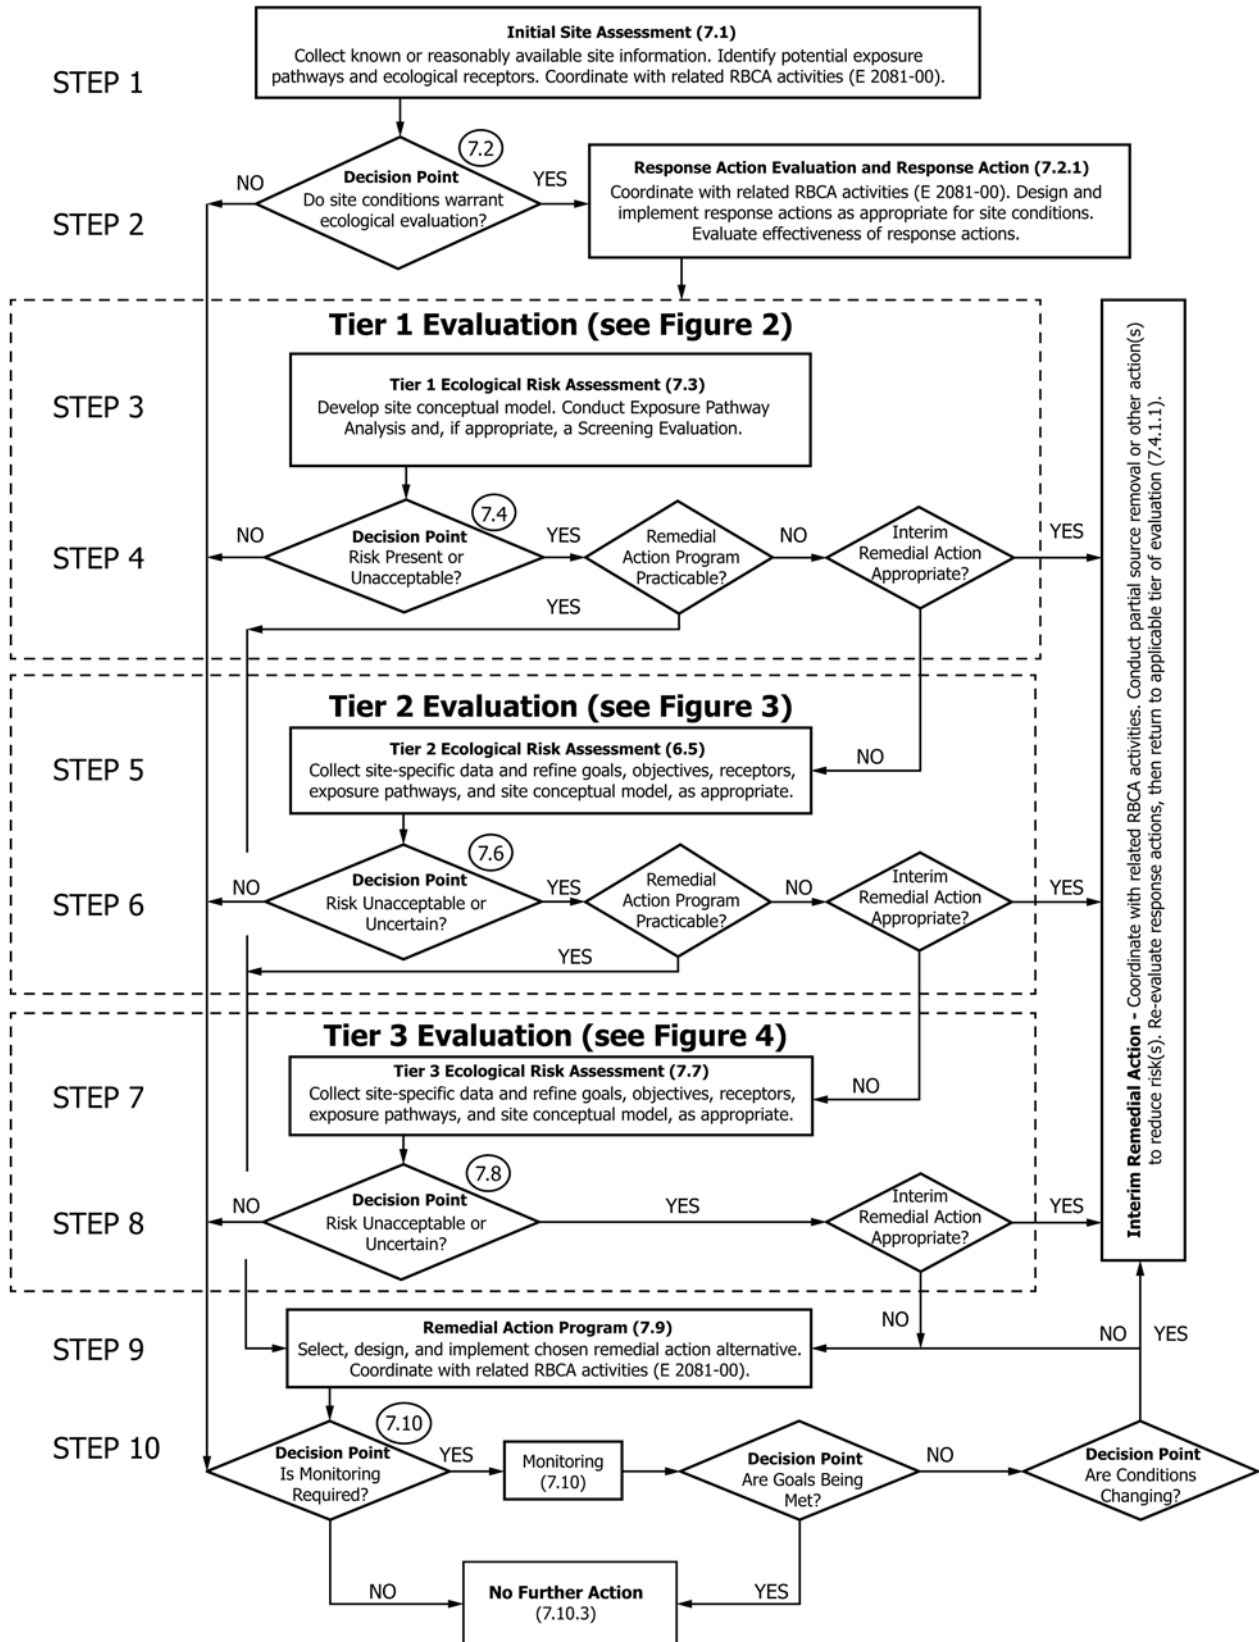 Initial Site Assessment (7.1)
Collect known or reasonably available site information. Identify potential exposure
pathways and ecological receptors. Coordinate with related RBCA activities (E 2081-00).
STEP 1
7.2
NO
Decision Point
Do site conditions warrant
ecological evaluation?
YES
STEP 2
Response Action Evaluation and Response Action (7.2.1)
Coordinate with related RBCA activities (E 2081-00). Design and
implement response actions as appropriate for site conditions.
Evaluate effectiveness of response actions.
Tier 1 Evaluation (see Figure 2)
STEP 3
Tier 1 Ecological Risk Assessment (7.3)
Develop site conceptual model. Conduct Exposure Pathway
Analysis and, if appropriate, a Screening Evaluation.
7.4
STEP 4
NO
Decision Point
Risk Present or
Unacceptable?
YES
Remedial
Action Program
Practicable?
NO
Interim
Remedial Action
Appropriate?
YES
YES
Tier 2 Evaluation (see Figure 3)
STEP 5
Tier 2 Ecological Risk Assessment (6.5)
Collect site-specific data and refine goals, objectives, receptors,
exposure pathways, and site conceptual model, as appropriate.
NO
7.6
STEP 6
NO
Decision Point
Risk Unacceptable or
Uncertain?
YES
Remedial
Action Program
Practicable?
NO
Interim
Remedial Action
Appropriate?
YES
YES
Tier 3 Evaluation (see Figure 4)
STEP 7
Tier 3 Ecological Risk Assessment (7.7)
Collect site-specific data and refine goals, objectives, receptors,
exposure pathways, and site conceptual model, as appropriate.
NO
7.8
STEP 8
NO
Decision Point
Risk Unacceptable or
Uncertain?
YES
Interim
Remedial Action
Appropriate?
YES
Interim Remedial Action - Coordinate with related RBCA activities. Conduct partial source removal or other action(s)
to reduce risk(s). Re-evaluate response actions, then return to applicable tier of evaluation (7.4.1.1).
STEP 9
Remedial Action Program (7.9)
Select, design, and implement chosen remedial action alternative.
Coordinate with related RBCA activities (E 2081-00).
NO
NO
YES
7.10
STEP 10
Decision Point
Is Monitoring
Required?
YES
Monitoring
(7.10)
Decision Point
Are Goals Being
Met?
NO
Decision Point
Are Conditions
Changing?
NO
No Further Action
(7.10.3)
YES